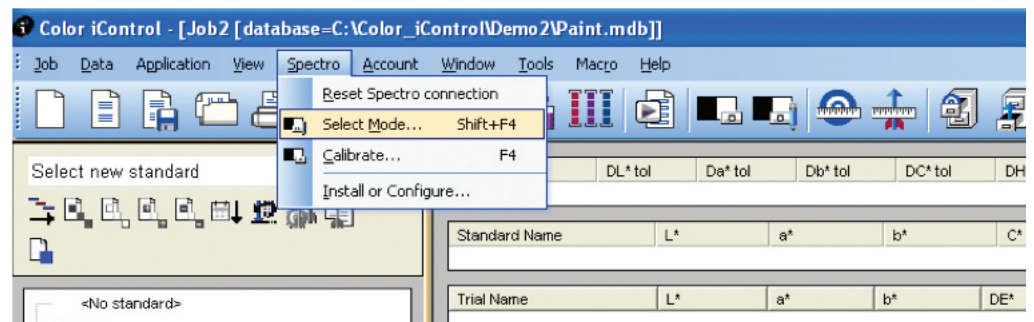 Color iControl - [Job2 [database=C:\Color_iControl\Demo2\Paint.mdb]]
Job Data Application View Spectro Account Window Tools Macro Help
Reset Spectro connection
Select Mode... Shift+F4
Calibrate... F4
Install or Configure...
Select new standard
DL* tol Da* tol Db* tol DC* tol DH
Standard Name L* a* b* C*
<No standard>
Trial Name L* a* b* DE*